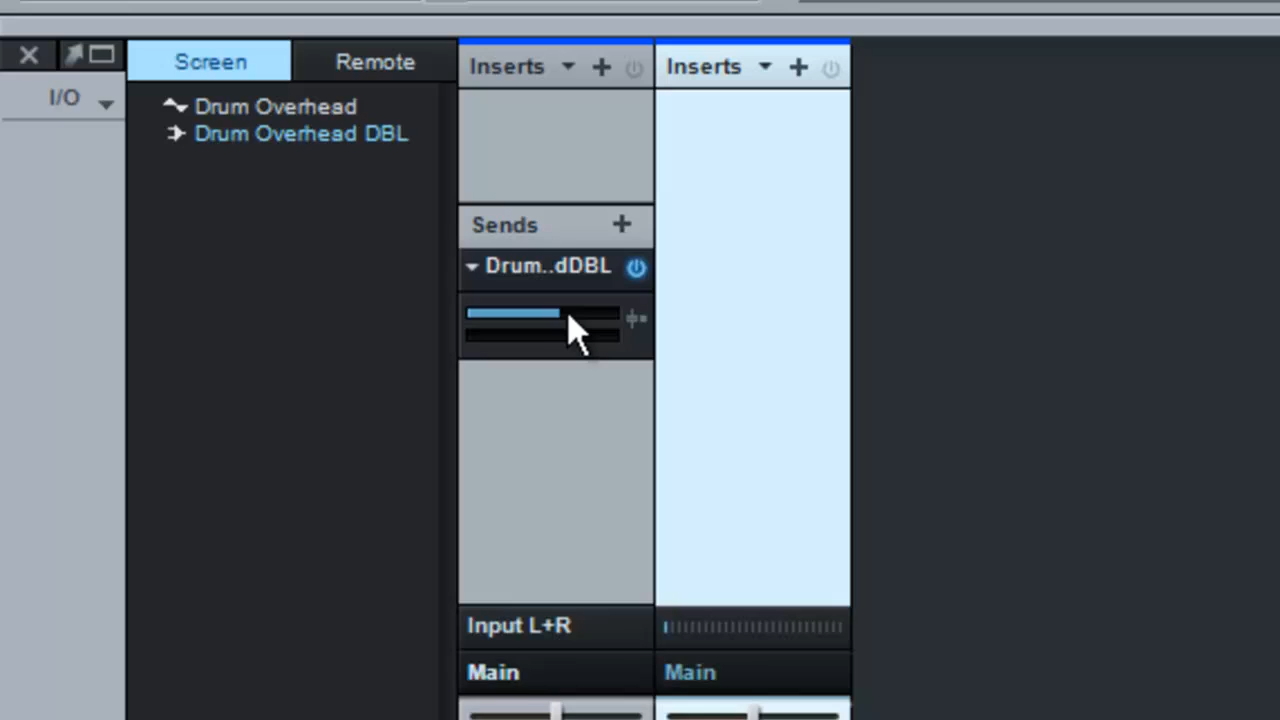 Screen
Remote
Inserts
Inserts
I/O
Drum Overhead
Drum Overhead DBL
Sends
Drum..dDBL
Input L+R
Main
Main